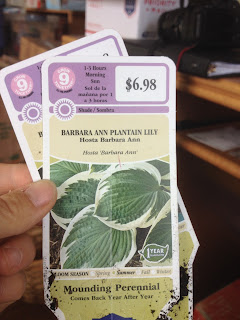 PRIORITY
9
1-3 Hours
Morning
Sun
Sol de la
mañana por 1
a 3 horas
$6.98
Shade / Sombra
BARBARA ANN PLANTAIN LILY
Hosta Barbara Ann
Hosta 'Barbara Ann'
YEAR
BLOOM SEASON Spring Summer Fall Winter
Mounding Perennial
Comes Back Year After Year
9